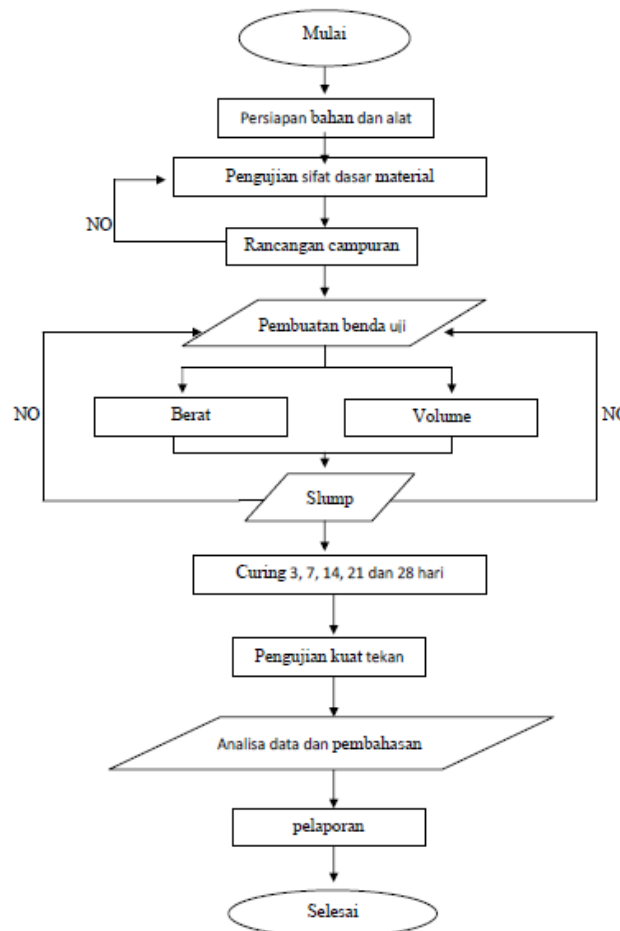 Mulai
Persiapan bahan dan alat
Pengujian sifat dasar material
NO
Rancangan campuran
Pembuatan benda uji
NO
Berat
Volume
NO
Slump
Curing 3, 7, 14, 21 dan 28 hari
Pengujian kuat tekan
Analisa data dan pembahasan
pelaporan
Selesai